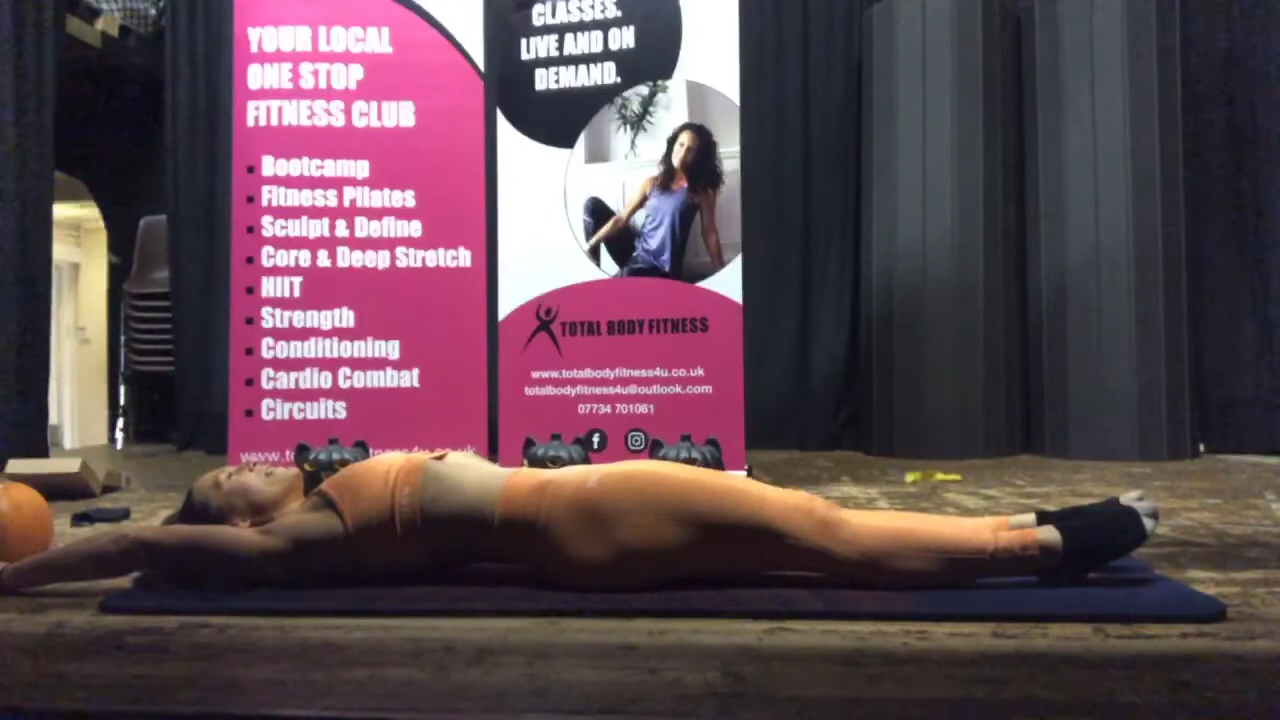 YOUR LOCAL
ONE STOP
FITNESS CLUB
Bootcamp
Fitness Pilates
Sculpt & Define
Core & Deep Stretch
HIIT
Strength
Conditioning
Cardio Combat
Circuits
CLASSES.
LIVE AND ON
DEMAND.
TOTAL BODY FITNESS
www.totalbodyfitness4u.co.uk
totalbodyfitness4u@outlook.com
07734 701061